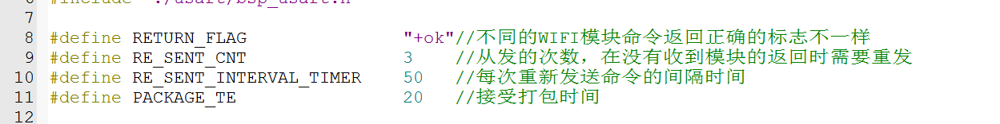 7
8 #define RETURN_FLAG "+ok"//不同的WIFI模块命令返回正确的标志不一样
9 #define RE_SENT_CNT 3 //从发的次数，在没有收到模块的返回时需要重发
10 #define RE_SENT_INTERVAL_TIMER 50 //每次重新发送命令的间隔时间
11 #define PACKAGE_TE 20 //接受打包时间
12